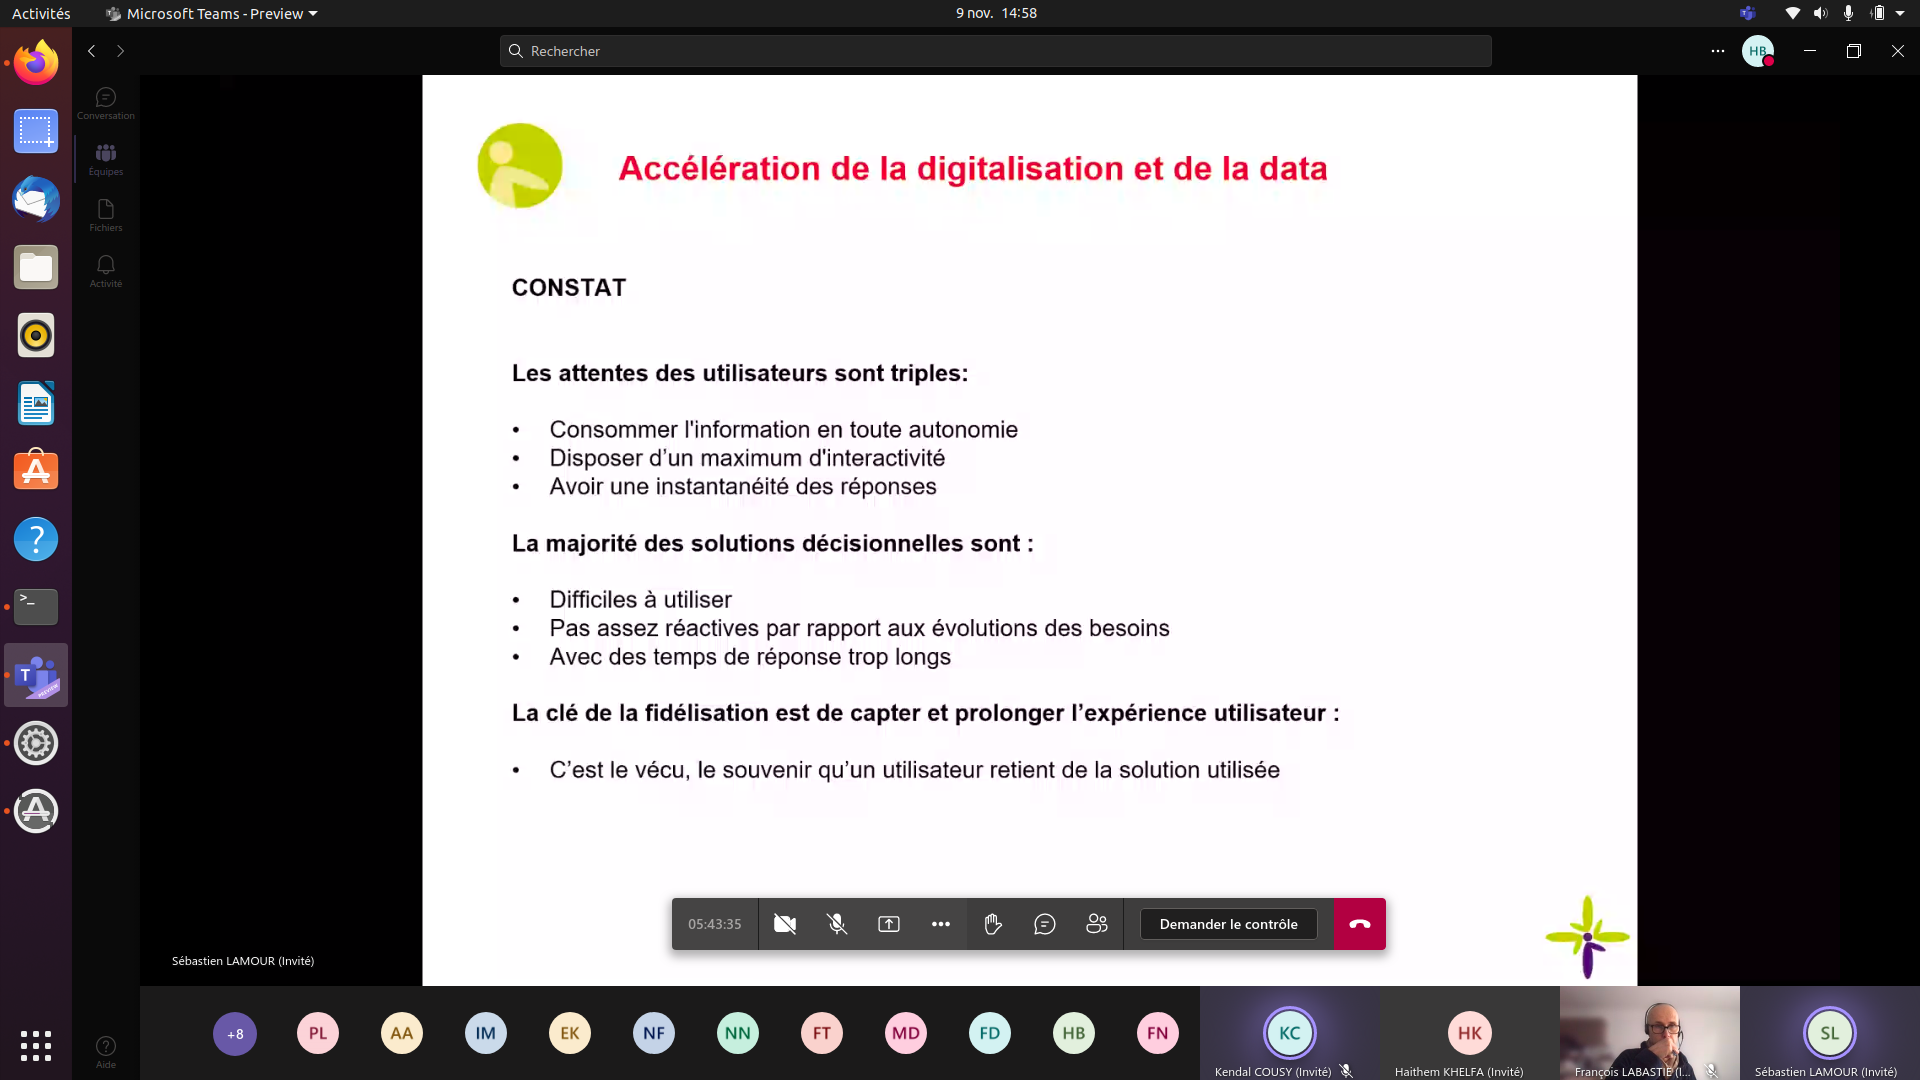 Activités
Microsoft Teams - Preview
9 nov.  14:58
Rechercher
HB
Conversation
Équipes
Fichiers
Activité
Accélération de la digitalisation et de la data
CONSTAT
Les attentes des utilisateurs sont triples:
• Consommer l'information en toute autonomie
• Disposer d’un maximum d'interactivité
• Avoir une instantanéité des réponses
La majorité des solutions décisionnelles sont :
• Difficiles à utiliser
• Pas assez réactives par rapport aux évolutions des besoins
• Avec des temps de réponse trop longs
La clé de la fidélisation est de capter et prolonger l’expérience utilisateur :
• C’est le vécu, le souvenir qu’un utilisateur retient de la solution utilisée
05:43:35
Demander le contrôle
Sébastien LAMOUR (Invité)
+8 PL AA IM EK NF NN FT MD FD HB FN KC HK SL
Kendal COUSY (Invité)
Haithem KHELFA (Invité)
François LABASTIE (I...
Sébastien LAMOUR (Invité)
Aide